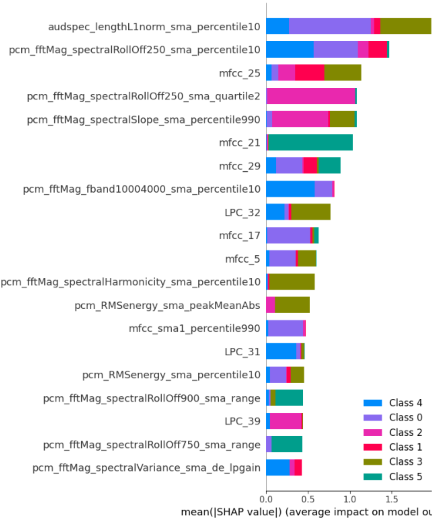 audspec_lengthL1norm_sma_percentile10
pcm_fftMag_spectralRollOff250_sma_percentile10
mfcc_25
pcm_fftMag_spectralRollOff250_sma_quartile2
pcm_fftMag_spectralSlope_sma_percentile990
mfcc_21
mfcc_29
pcm_fftMag_fband10004000_sma_percentile10
LPC_32
mfcc_17
mfcc_5
pcm_fftMag_spectralHarmonicity_sma_percentile10
pcm_RMSenergy_sma_peakMeanAbs
mfcc_sma1_percentile990
LPC_31
pcm_RMSenergy_sma_percentile10
pcm_fftMag_spectralRollOff900_sma_range
LPC_39
pcm_fftMag_spectralRollOff750_sma_range
pcm_fftMag_spectralVariance_sma_de_lpgain
Class 4
Class 0
Class 2
Class 1
Class 3
Class 5
0.0 0.5 1.0 1.5
mean(|SHAP value|) (average impact on model ou